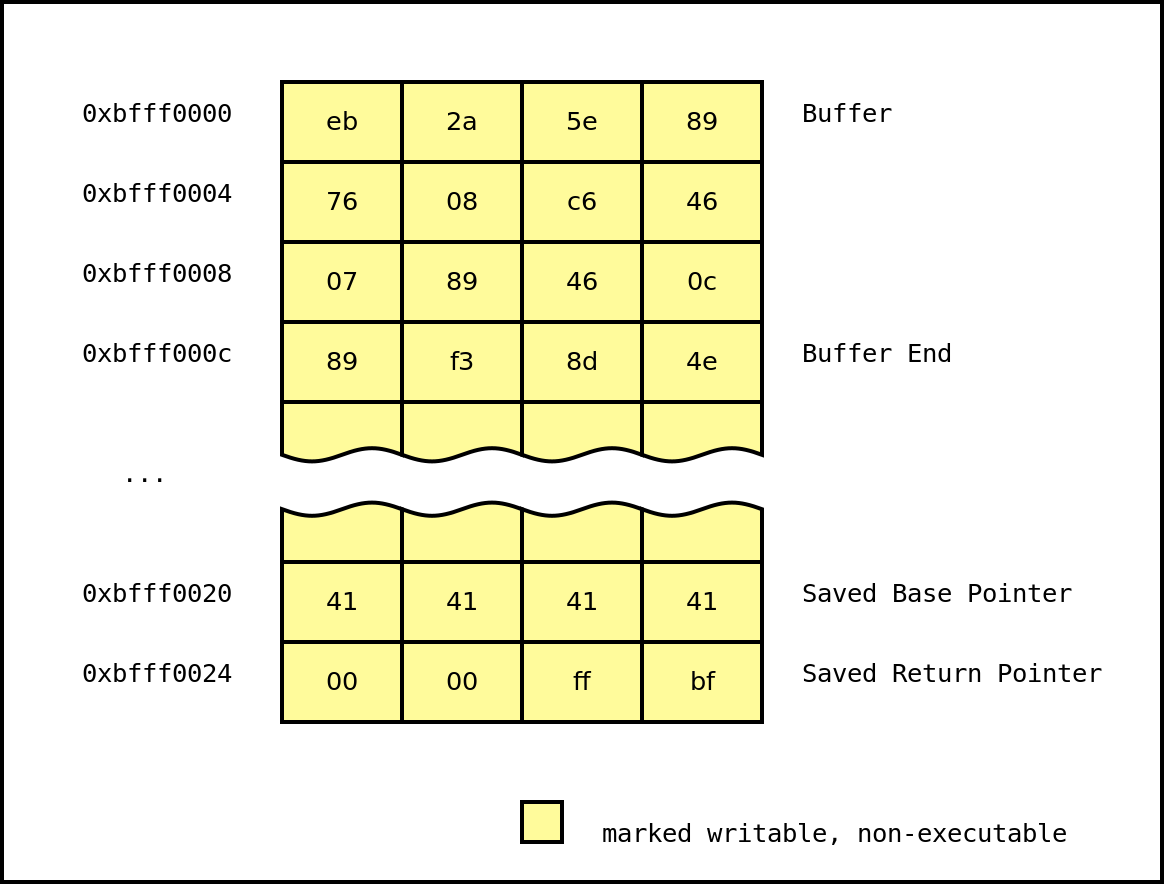 0xbfff0000 eb 2a 5e 89 Buffer
0xbfff0004 76 08 c6 46
0xbfff0008 07 89 46 0c
0xbfff000c 89 f3 8d 4e Buffer End
...
0xbfff0020 41 41 41 41 Saved Base Pointer
0xbfff0024 00 00 ff bf Saved Return Pointer
marked writable, non-executable